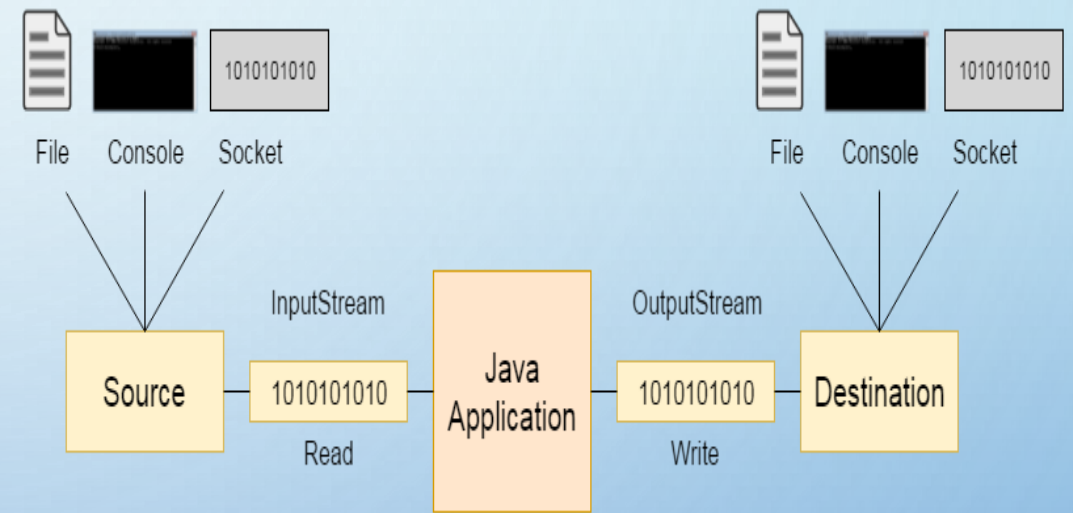 1010101010
1010101010
File Console Socket
File Console Socket
InputStream
OutputStream
Source
1010101010
Java
Application
1010101010
Destination
Read
Write